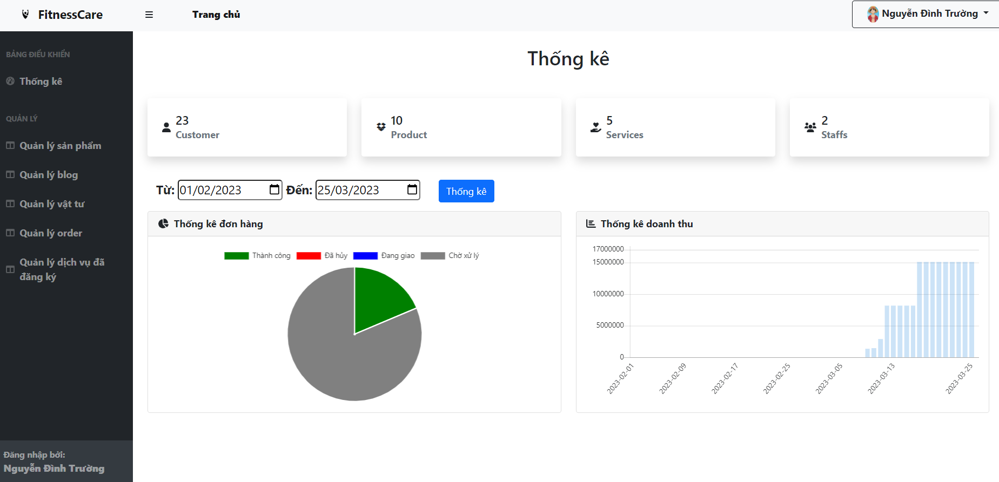 FitnessCare
Trang chủ
Nguyễn Đình Trường
BẢNG ĐIỀU KHIỂN
Thống kê
QUẢN LÝ
Quản lý sản phẩm
Quản lý blog
Quản lý vật tư
Quản lý order
Quản lý dịch vụ đã
đăng ký
Đăng nhập bởi:
Nguyễn Đình Trường
Thống kê
23
Customer
10
Product
5
Services
2
Staffs
Từ: 01/02/2023 Đến: 25/03/2023 Thống kê
Thống kê đơn hàng
Thành công Đã hủy Đang giao Chờ xử lý
Thống kê doanh thu
17000000
15000000
10000000
5000000
0
2023-02-01 2023-02-09 2023-02-17 2023-02-25 2023-03-05 2023-03-13 2023-03-25